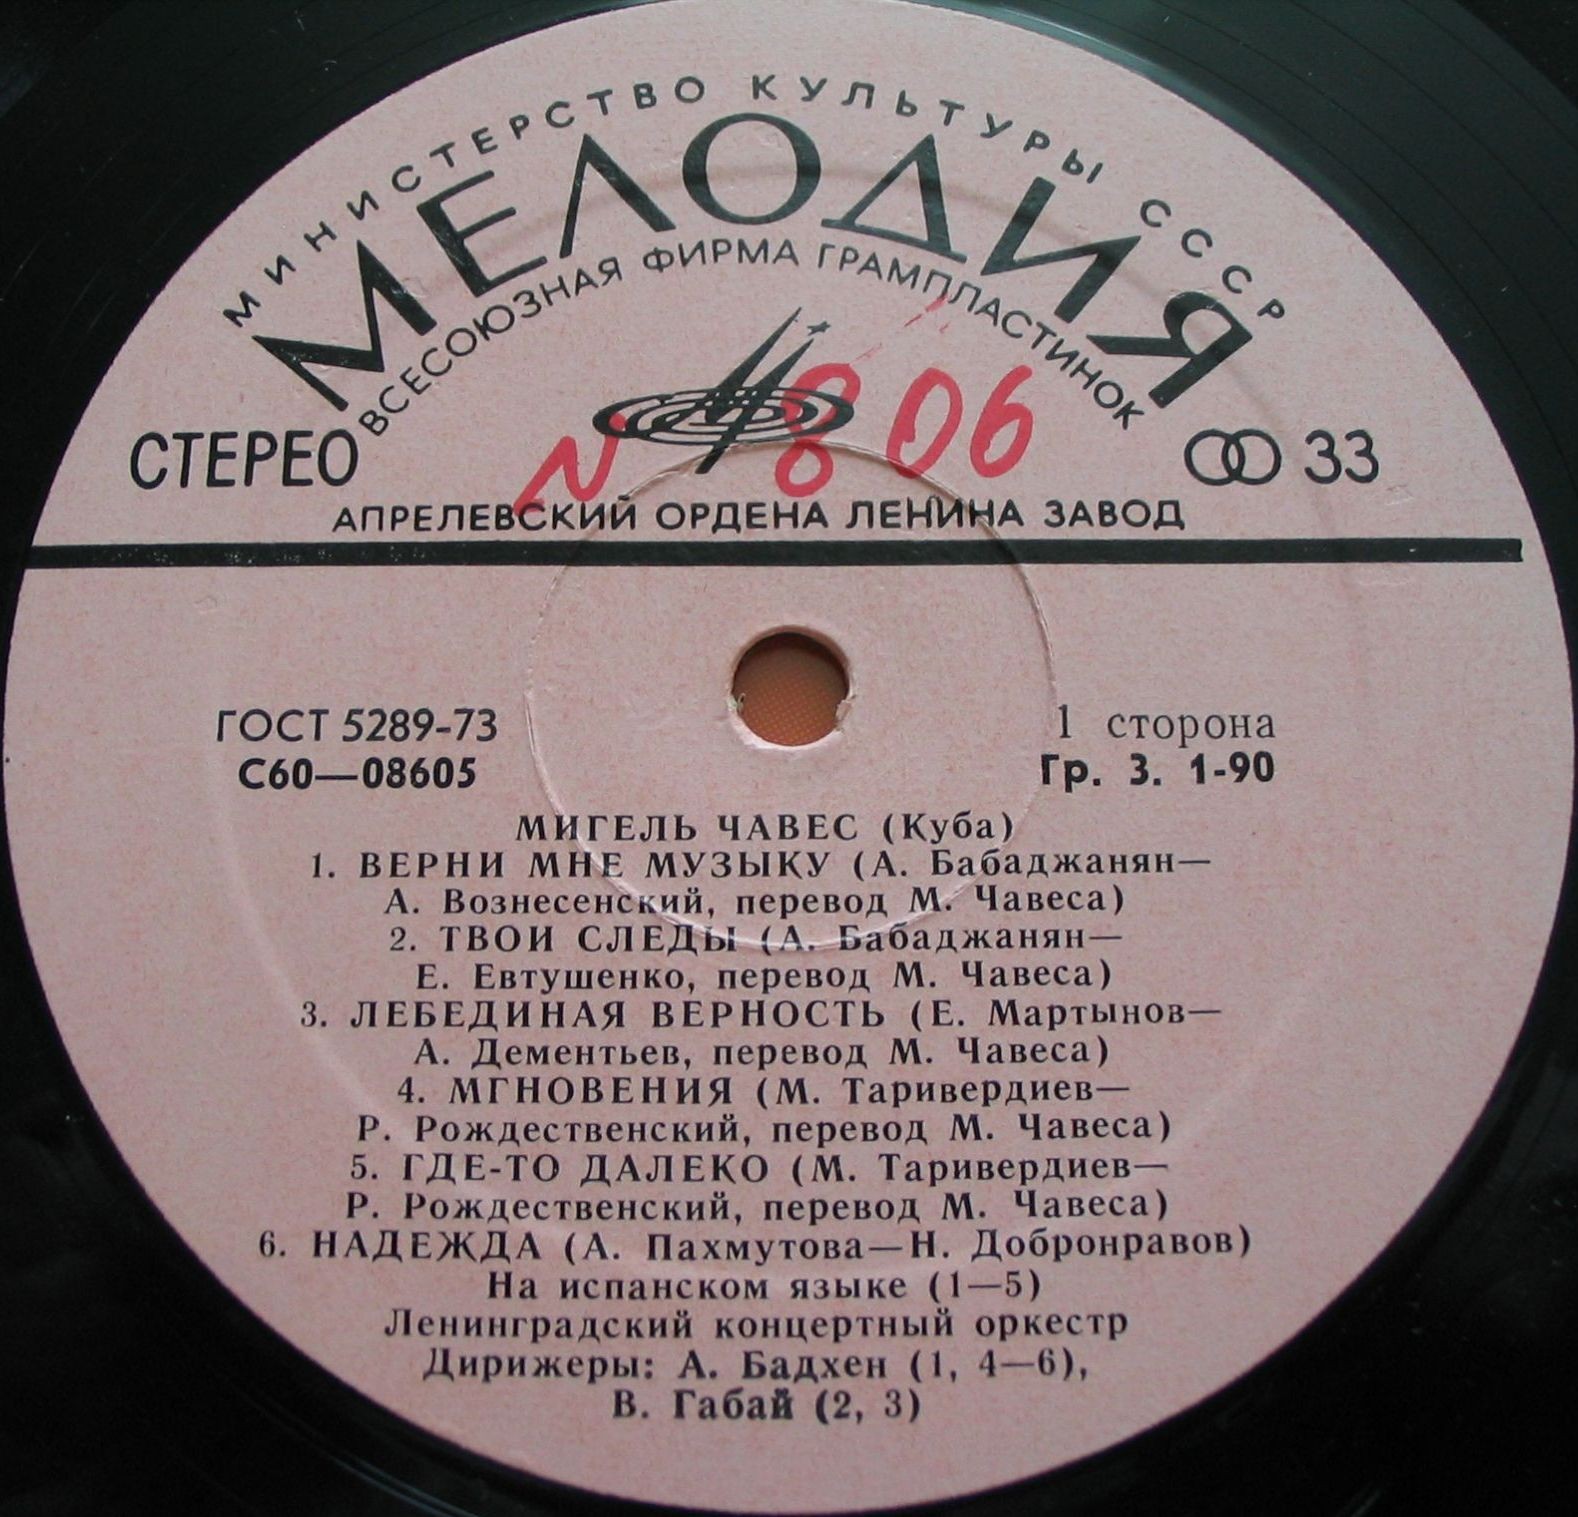 МИНИСТЕРСТВО КУЛЬТУРЫ СССР
МЕЛОДИЯ
ВСЕСОЮЗНАЯ ФИРМА ГРАМПЛАСТИНОК
N 806
СТЕРЕО
33
АПРЕЛЕВСКИЙ ОРДЕНА ЛЕНИНА ЗАВОД
ГОСТ 5289-73
1 сторона
С60—08605
Гр. 3. 1-90
МИГЕЛЬ ЧАВЕС (Куба)
1. ВЕРНИ МНЕ МУЗЫКУ (А. Бабаджанян—
А. Вознесенский, перевод М. Чавеса)
2. ТВОИ СЛЕДЫ (А. Бабаджанян—
Е. Евтушенко, перевод М. Чавеса)
3. ЛЕБЕДИНАЯ ВЕРНОСТЬ (Е. Мартынов—
А. Дементьев, перевод М. Чавеса)
4. МГНОВЕНИЯ (М. Таривердиев—
Р. Рождественский, перевод М. Чавеса)
5. ГДЕ-ТО ДАЛЕКО (М. Таривердиев—
Р. Рождественский, перевод М. Чавеса)
6. НАДЕЖДА (А. Пахмутова—Н. Добронравов)
На испанском языке (1—5)
Ленинградский концертный оркестр
Дирижеры: А. Бадхен (1, 4—6),
В. Габай (2, 3)